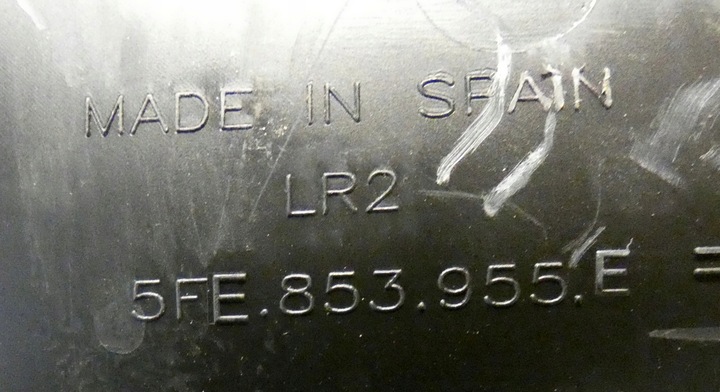 MADE IN SPAIN
LR2
5FE.853.955.E =